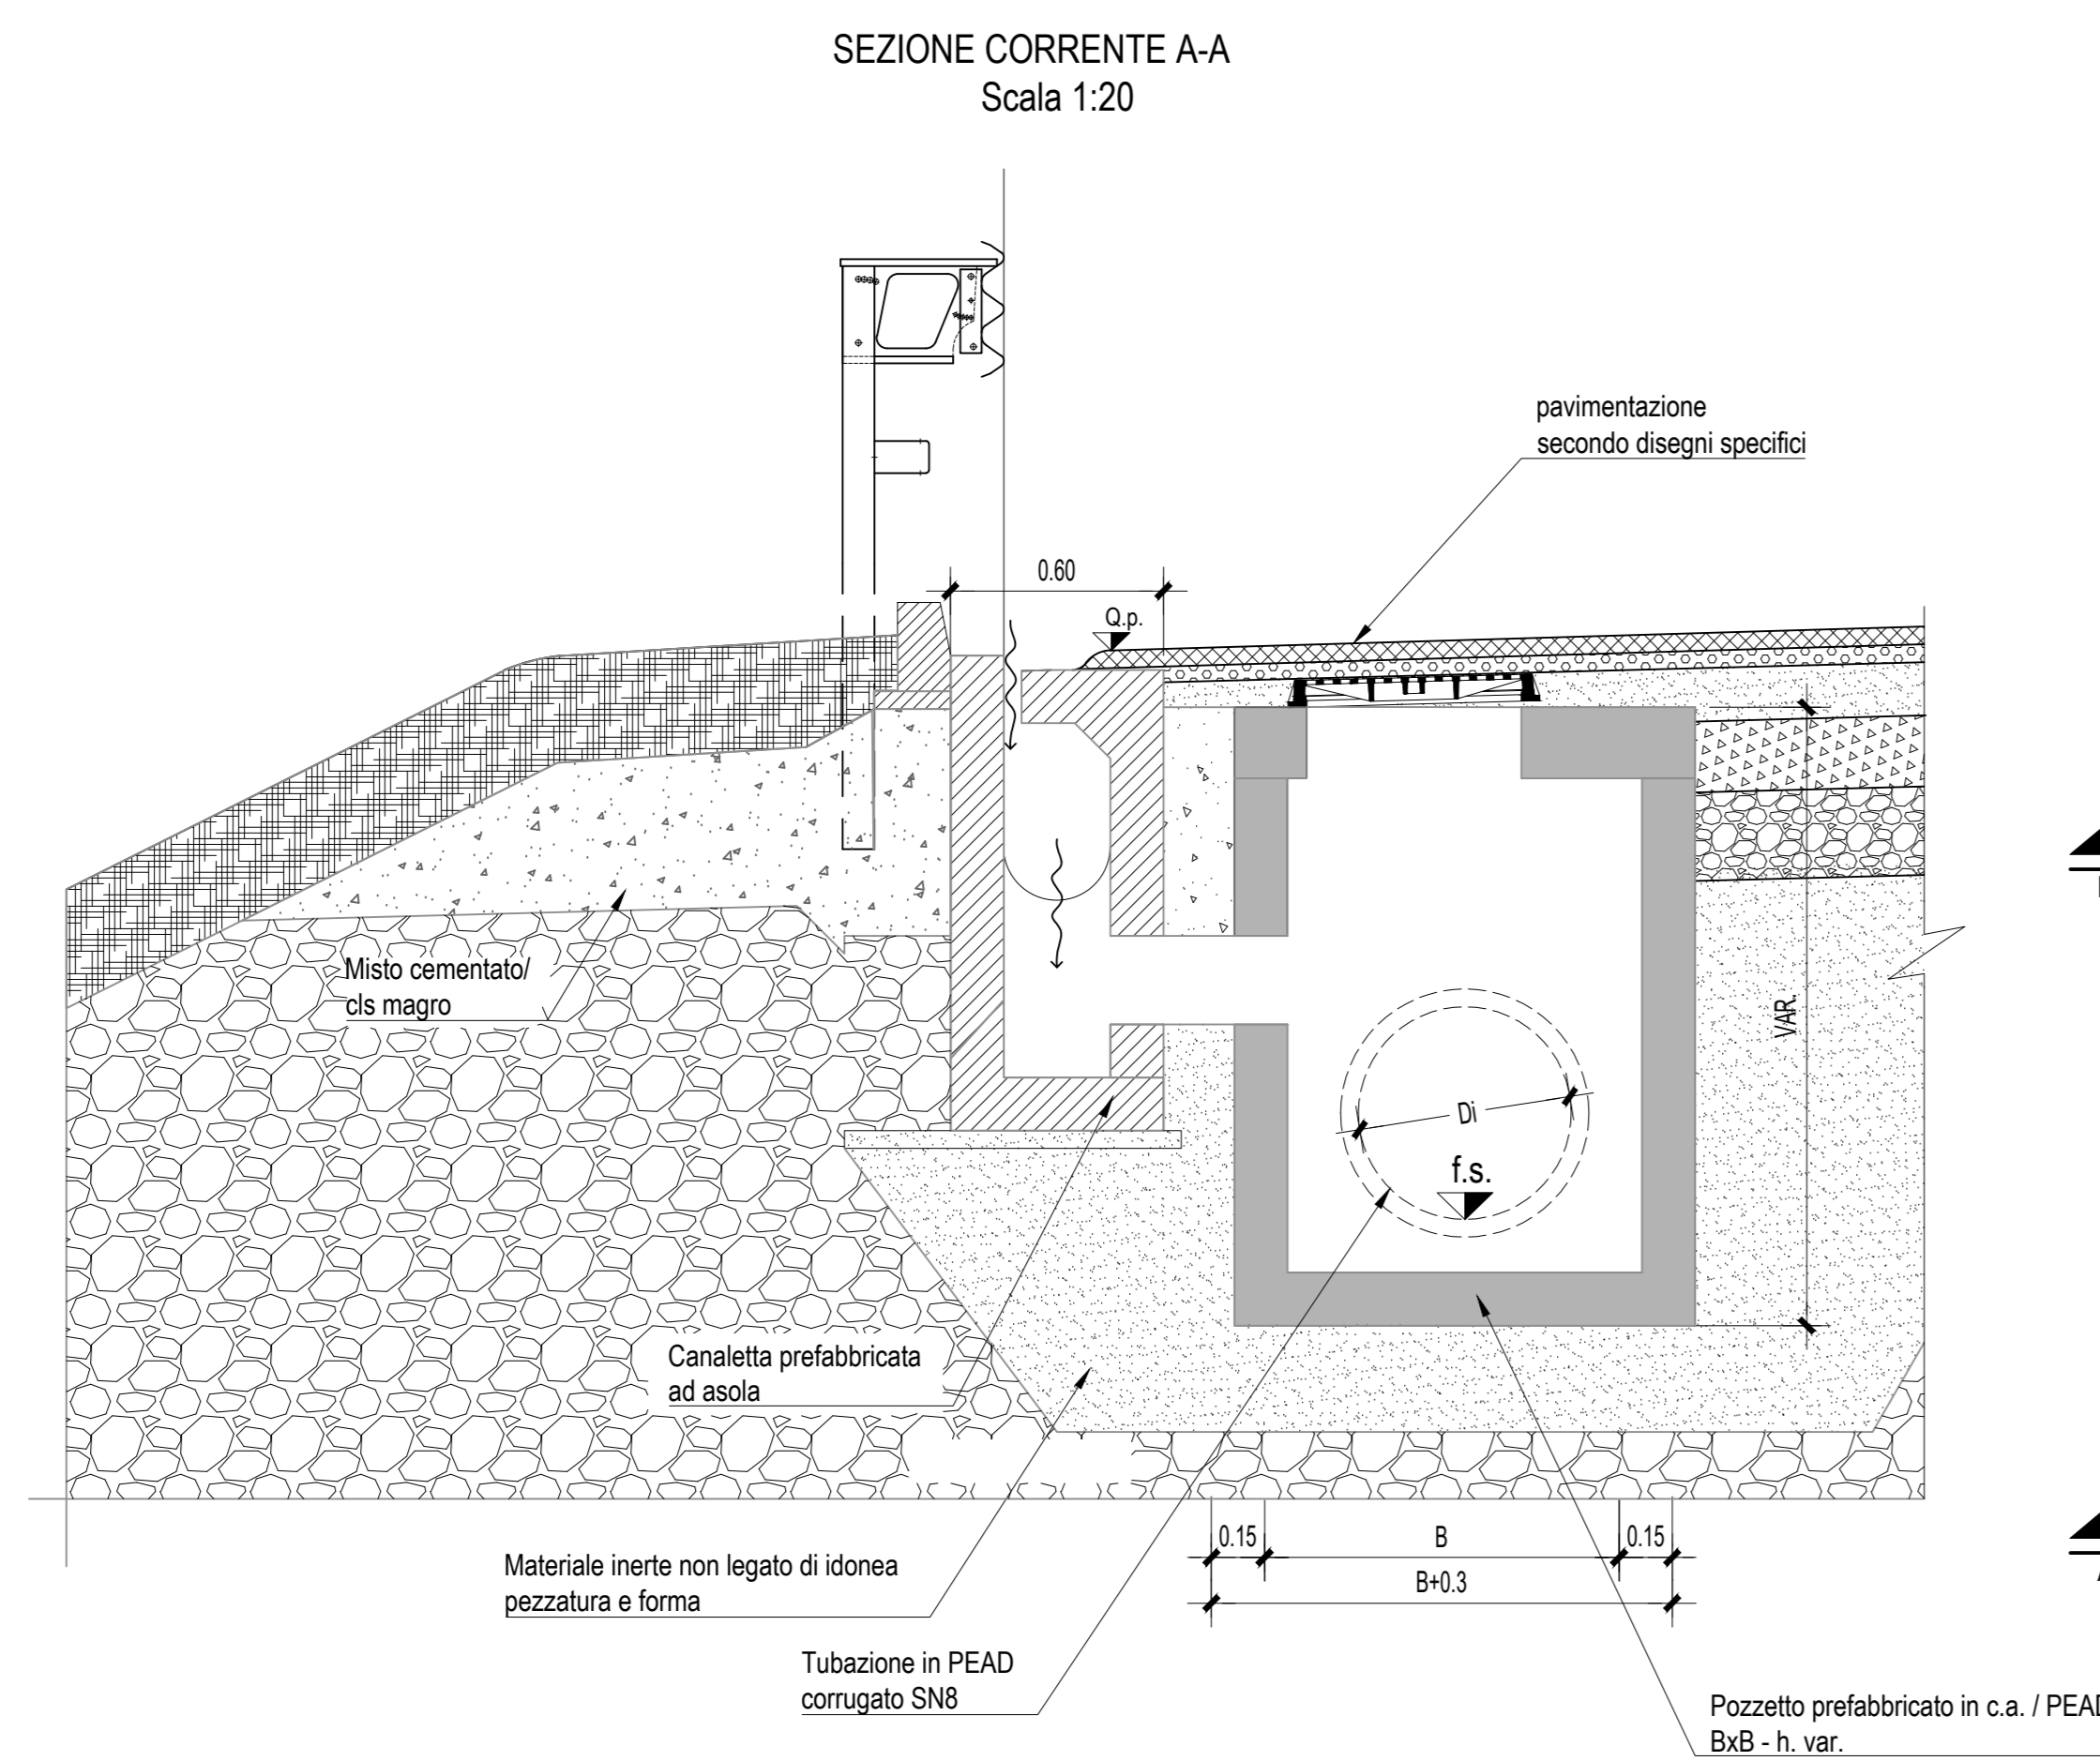 SEZIONE CORRENTE A-A
Scala 1:20
pavimentazione
secondo disegni specifici
0.60
Q.p.
Misto cementato/
cls magro
VAR.
Di
f.s.
Canaletta prefabbricata
ad asola
0.15
B
0.15
B+0.3
Materiale inerte non legato di idonea
pezzatura e forma
Tubazione in PEAD
corrugato SN8
Pozzetto prefabbricato in c.a. / PEAD
BxB - h. var.